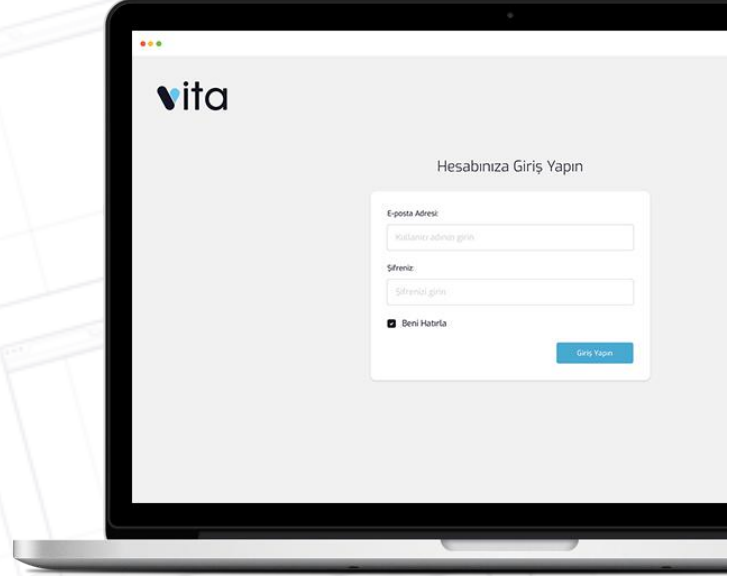 vita
Hesabınıza Giriş Yapın
E-posta Adresi:
Kullanıcı adınızı girin
Şifreniz:
Şifrenizi girin
Beni Hatırla
Giriş Yapın